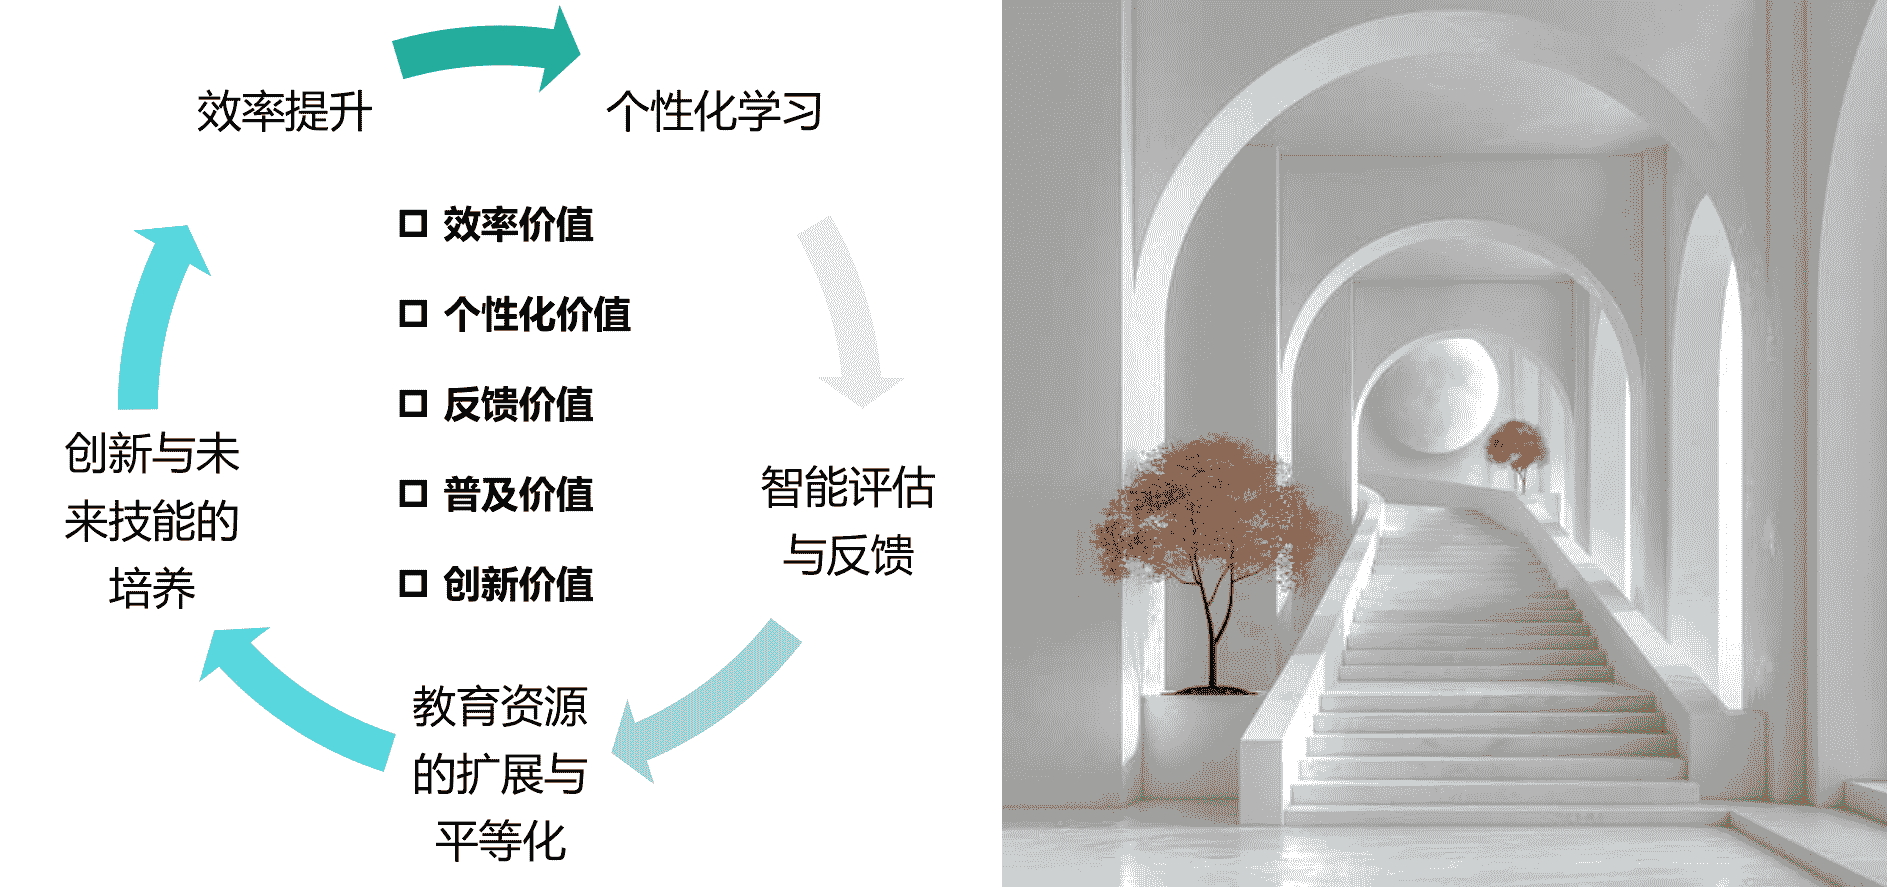 效率提升
个性化学习
效率价值
个性化价值
反馈价值
普及价值
创新价值
智能评估
与反馈
教育资源
的扩展与
平等化
创新与未
来技能的
培养